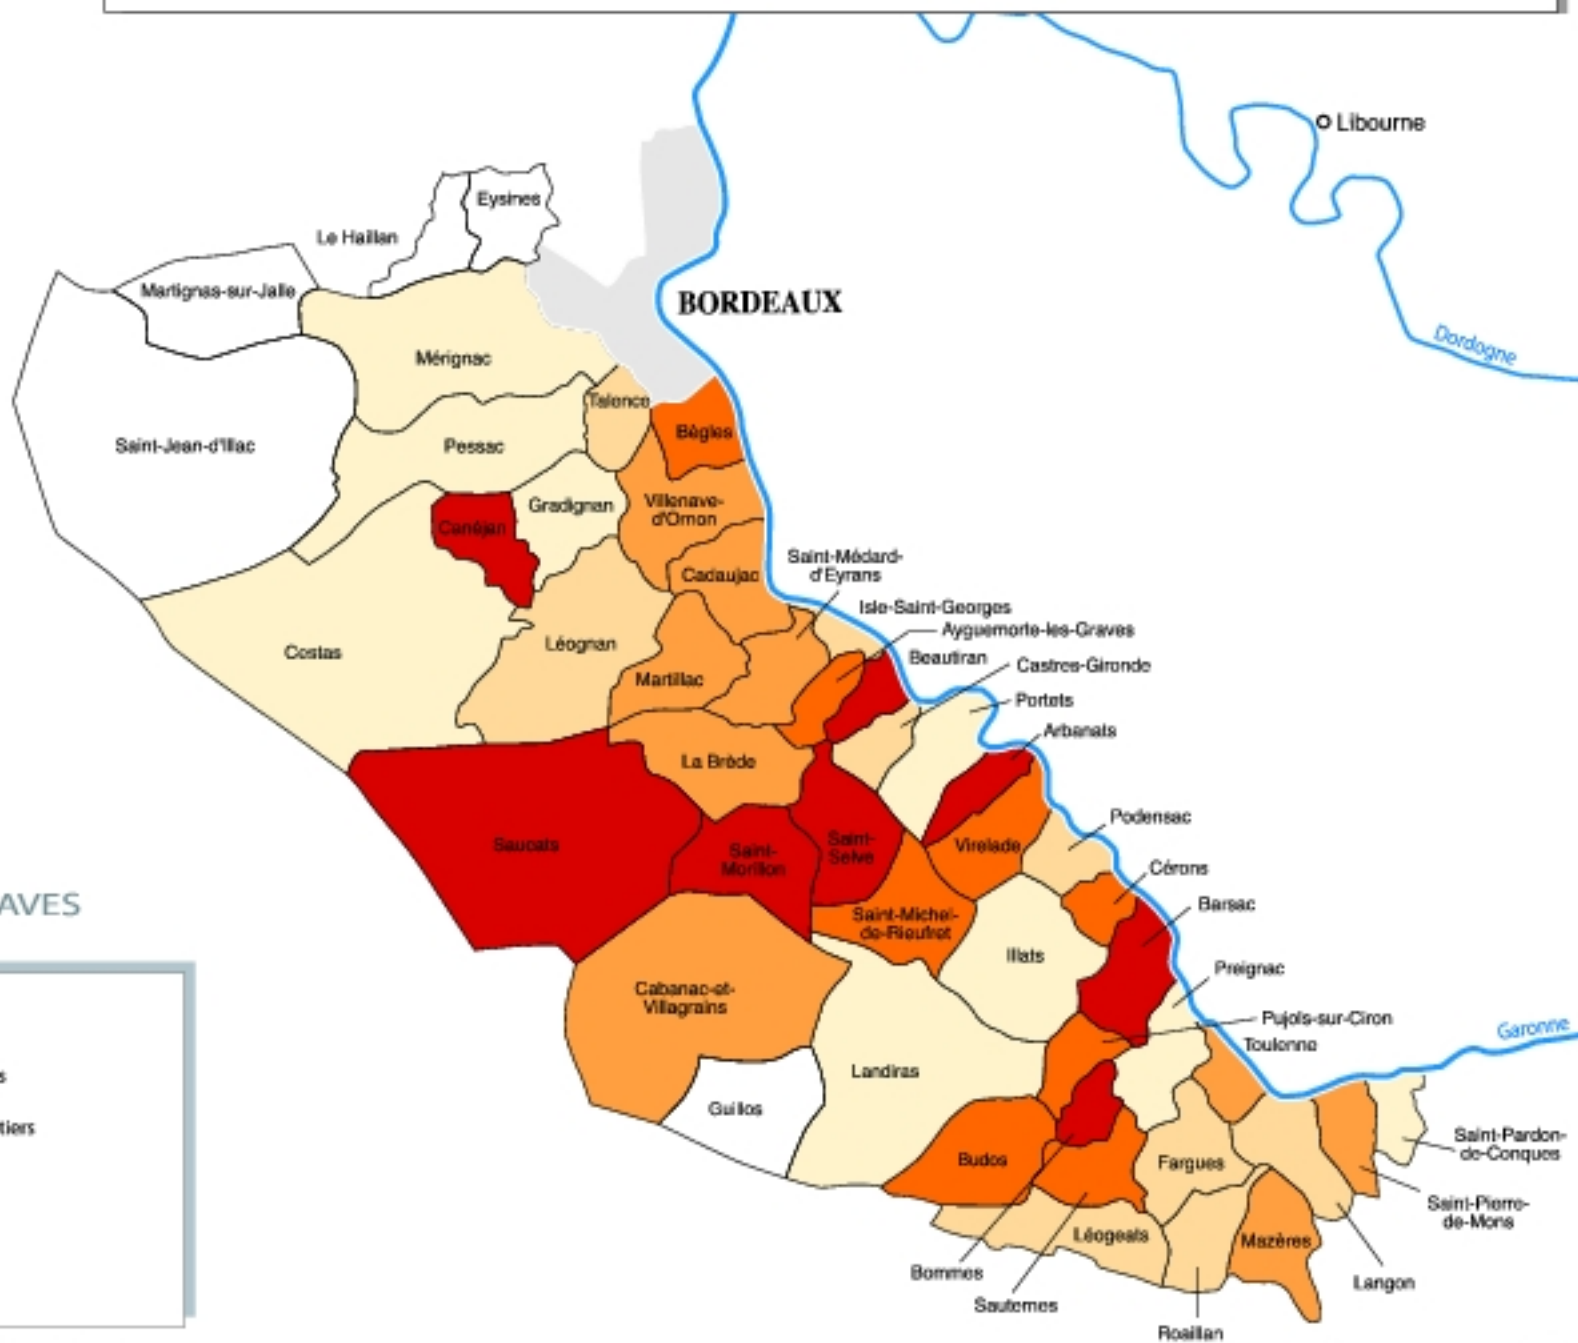 Libourne
Eysines
Le Haillan
Martignas-sur-Jalle
BORDEAUX
Dordogne
Mérignac
Talence
Bègles
Saint-Jean-d'Illac
Pessac
Gradignan
Villenave-
d'Ornon
Canéjan
Saint-Médard-
d'Eyrans
Cadaujac
Isle-Saint-Georges
Ayguemorte-les-Graves
Cestas
Léognan
Beautiran
Castres-Gironde
Martillac
Portets
Arbanats
La Brède
Podensac
Saucats
Saint-
Morillon
Saint-
Selve
Virelade
Cérons
AVES
Barsac
Saint-Michel-
de-Rieufret
Illats
Preignac
Cabanac-et-
Villagrains
Pujols-sur-Ciron
Garonne
Toulenne
s
Landiras
Guillos
tiers
Saint-Pardon-
de-Conques
Budos
Fargues
Saint-Pierre-
de-Mons
Léogeats
Mazères
Bommes
Langon
Sauternes
Roaillan